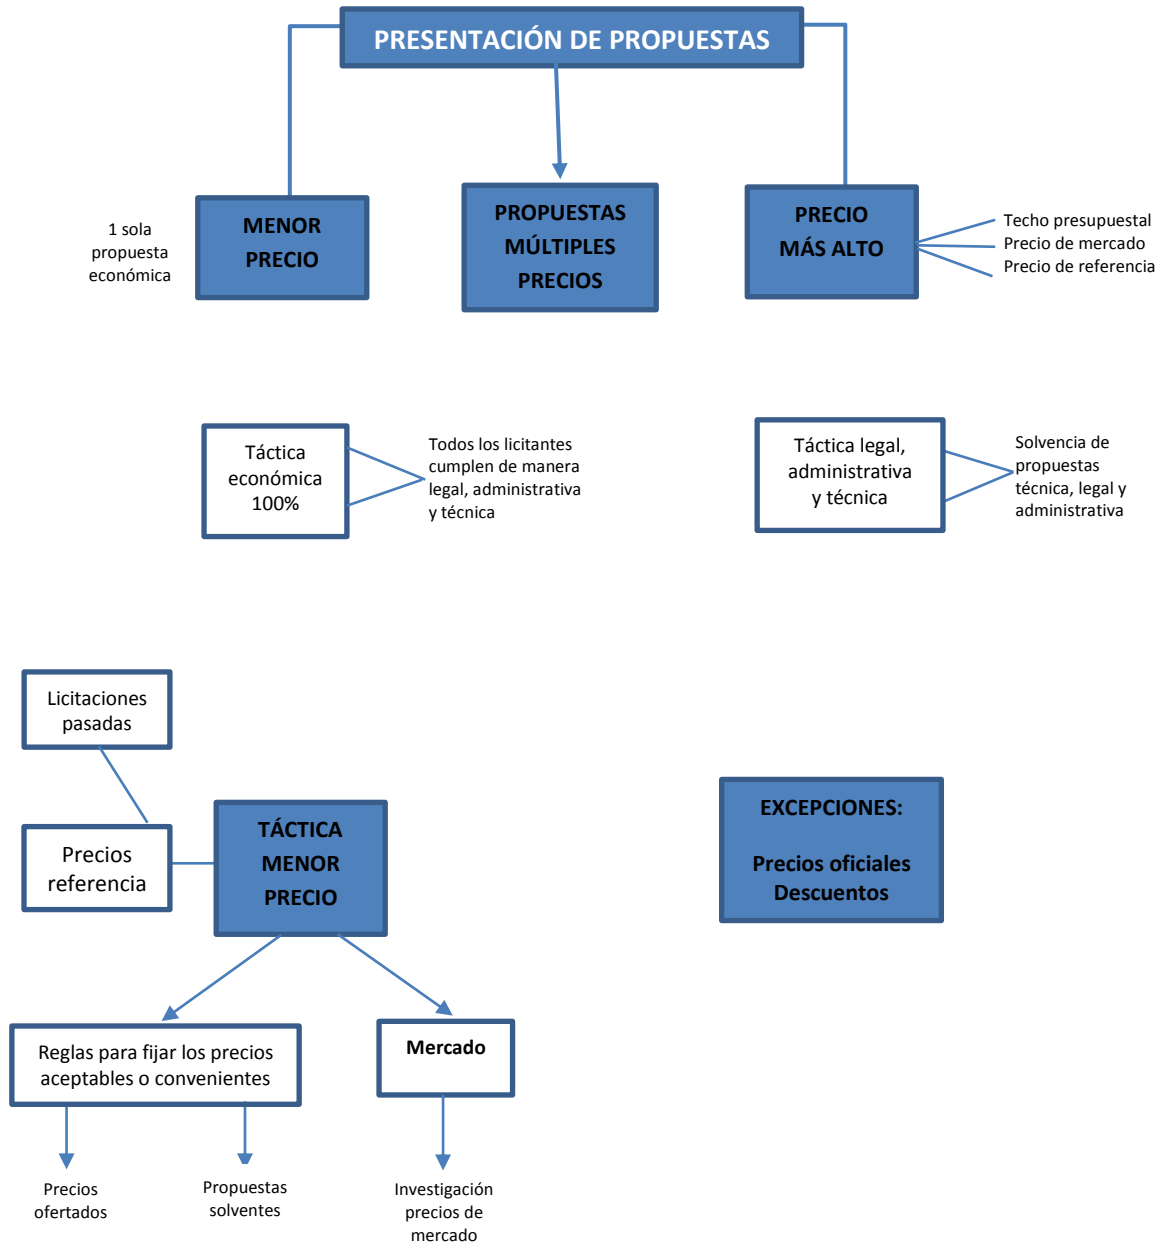 PRESENTACIÓN DE PROPUESTAS
1 sola
propuesta
económica
MENOR
PRECIO
PROPUESTAS
MÚLTIPLES
PRECIOS
PRECIO
MÁS ALTO
Techo presupuestal
Precio de mercado
Precio de referencia
Táctica
económica
100%
Todos los licitantes
cumplen de manera
legal, administrativa
y técnica
Táctica legal,
administrativa
y técnica
Solvencia de
propuestas
técnica, legal y
administrativa
Licitaciones
pasadas
Precios
referencia
TÁCTICA
MENOR
PRECIO
EXCEPCIONES:
Precios oficiales
Descuentos
Reglas para fijar los precios
aceptables o convenientes
Mercado
Precios
ofertados
Propuestas
solventes
Investigación
precios de
mercado